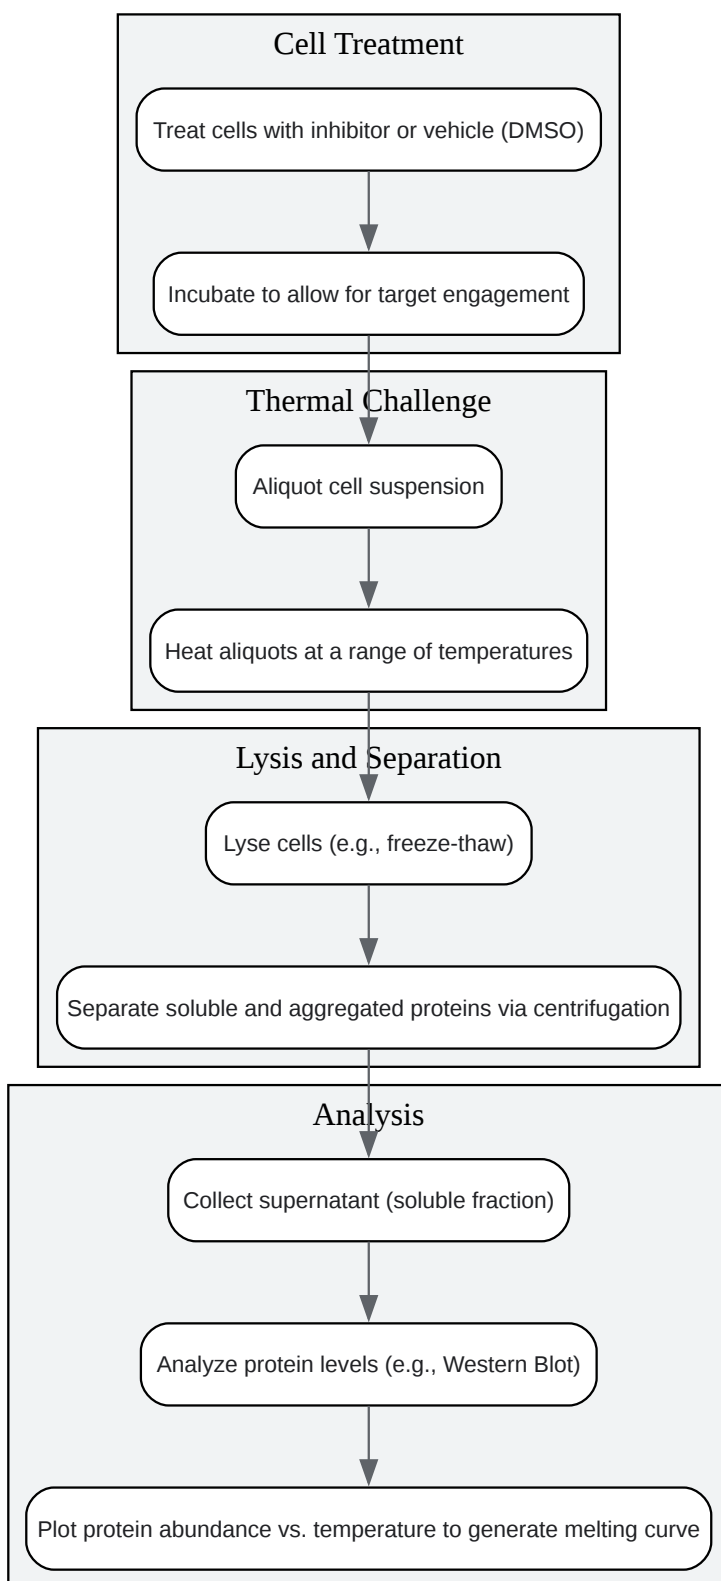 Cell Treatment
Treat cells with inhibitor or vehicle (DMSO)
Incubate to allow for target engagement
Thermal Challenge
Aliquot cell suspension
Heat aliquots at a range of temperatures
Lysis and Separation
Lyse cells (e.g., freeze-thaw)
Separate soluble and aggregated proteins via centrifugation
Analysis
Collect supernatant (soluble fraction)
Analyze protein levels (e.g., Western Blot)
Plot protein abundance vs. temperature to generate melting curve